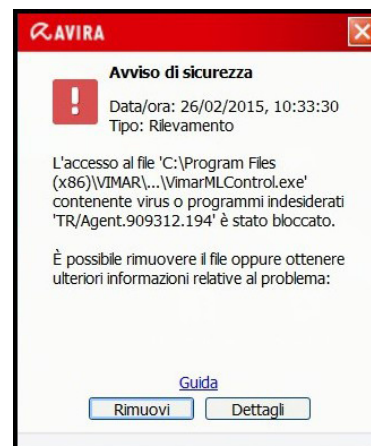 AVIRA
Avviso di sicurezza
Data/ora: 26/02/2015, 10:33:30
Tipo: Rilevamento
L'accesso al file 'C:\Program Files
(x86)\VIMAR\...\VimarMLControl.exe'
contenente virus o programmi indesiderati
'TR/Agent.909312.194' è stato bloccato.
È possibile rimuovere il file oppure ottenere
ulteriori informazioni relative al problema:
Guida
Rimuovi Dettagli